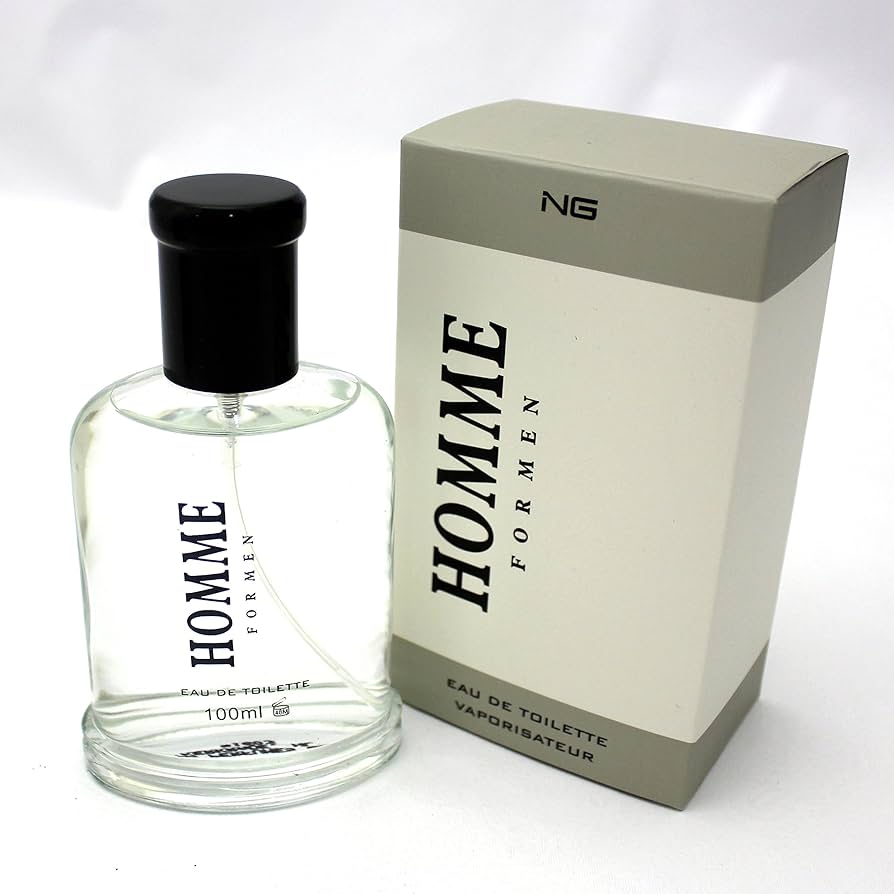 HOMME
FOR MEN
EAU DE TOILETTE
100ml
NG
HOMME
FOR MEN
EAU DE TOILETTE
VAPORISATEUR